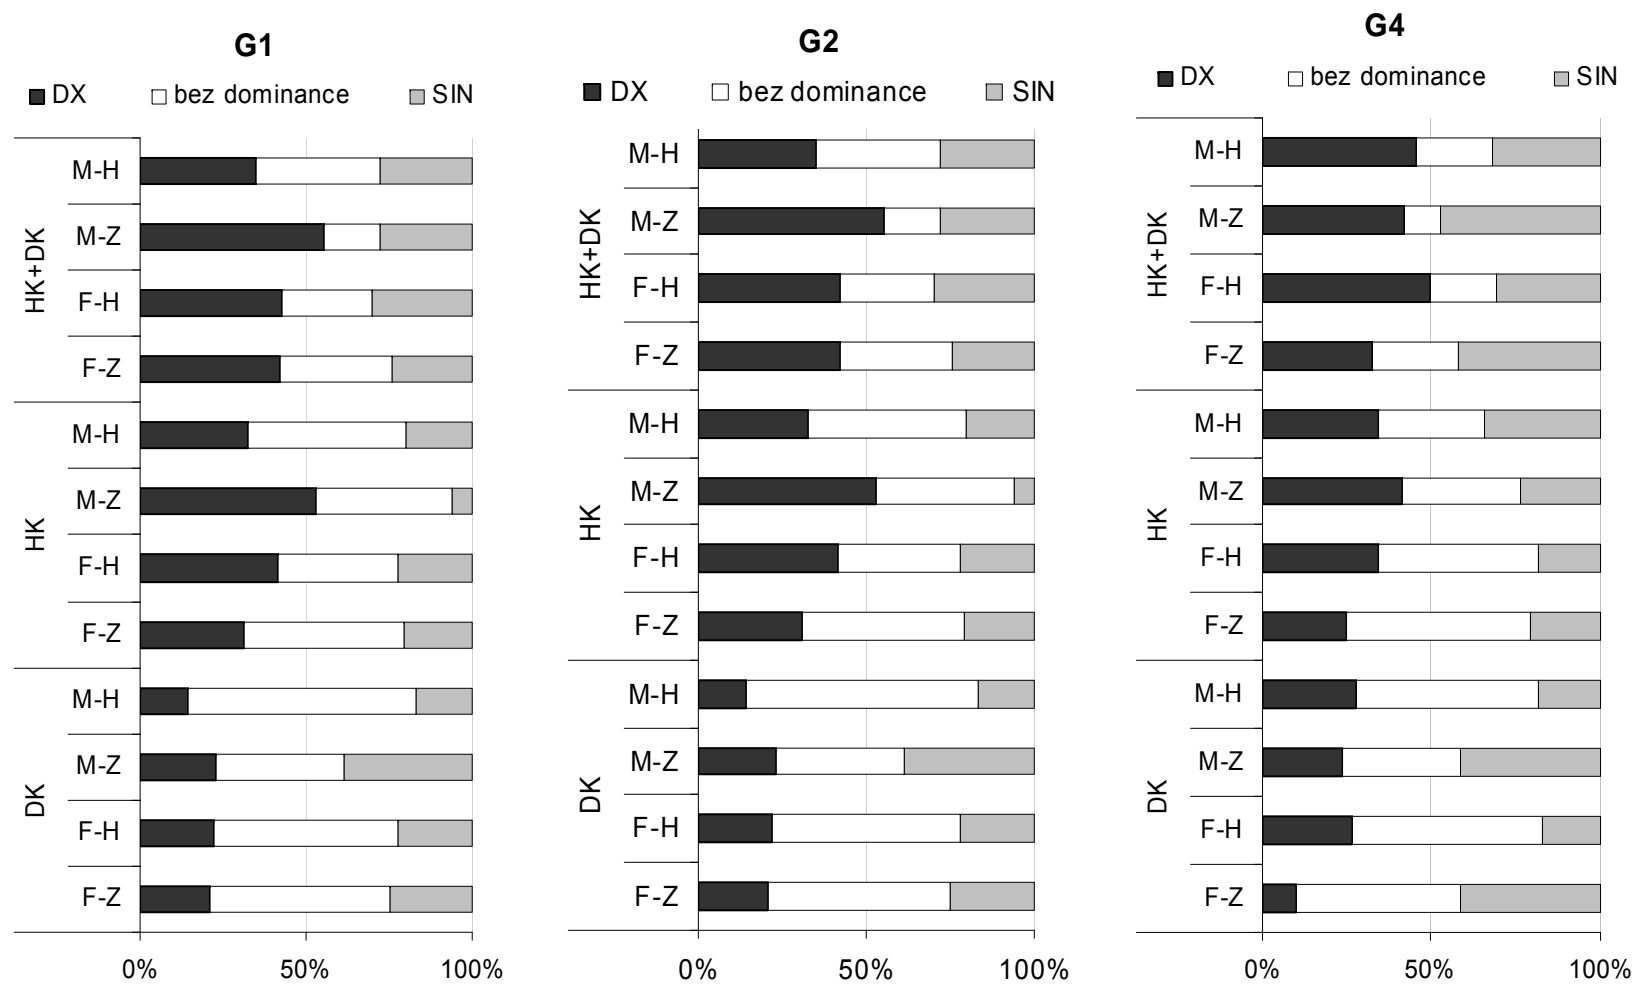 G1
DX bez dominance SIN
HK+DK
M-H
M-Z
F-H
F-Z
HK
M-H
M-Z
F-H
F-Z
DK
M-H
M-Z
F-H
F-Z
0% 50% 100%
G2
DX bez dominance SIN
HK+DK
M-H
M-Z
F-H
F-Z
HK
M-H
M-Z
F-H
F-Z
DK
M-H
M-Z
F-H
F-Z
0% 50% 100%
G4
DX bez dominance SIN
HK+DK
M-H
M-Z
F-H
F-Z
HK
M-H
M-Z
F-H
F-Z
DK
M-H
M-Z
F-H
F-Z
0% 50% 100%